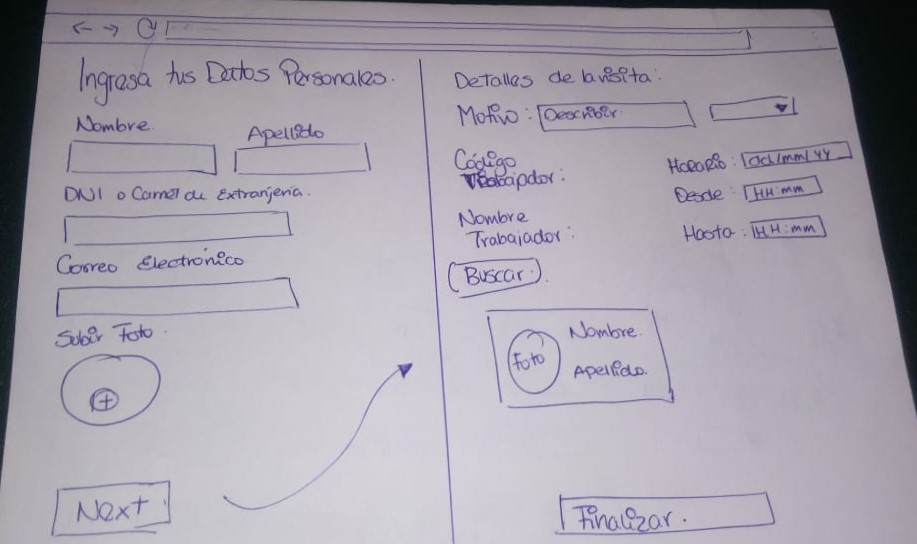 Ingresa tus Datos Personales.
Nombre.
Apellido
DNI o Carnet de Extranjería.
Correo Electrónico
Subir Foto.
+
Next.
Detalles de la visita:
Motivo: Describir.
Código
Trabajador:
Nombre
Trabajador:
Horario: dd/mm/yy
Desde: HH:mm
Hasta: HH:mm
Buscar.
Foto
Nombre.
Apellido.
Finalizar.